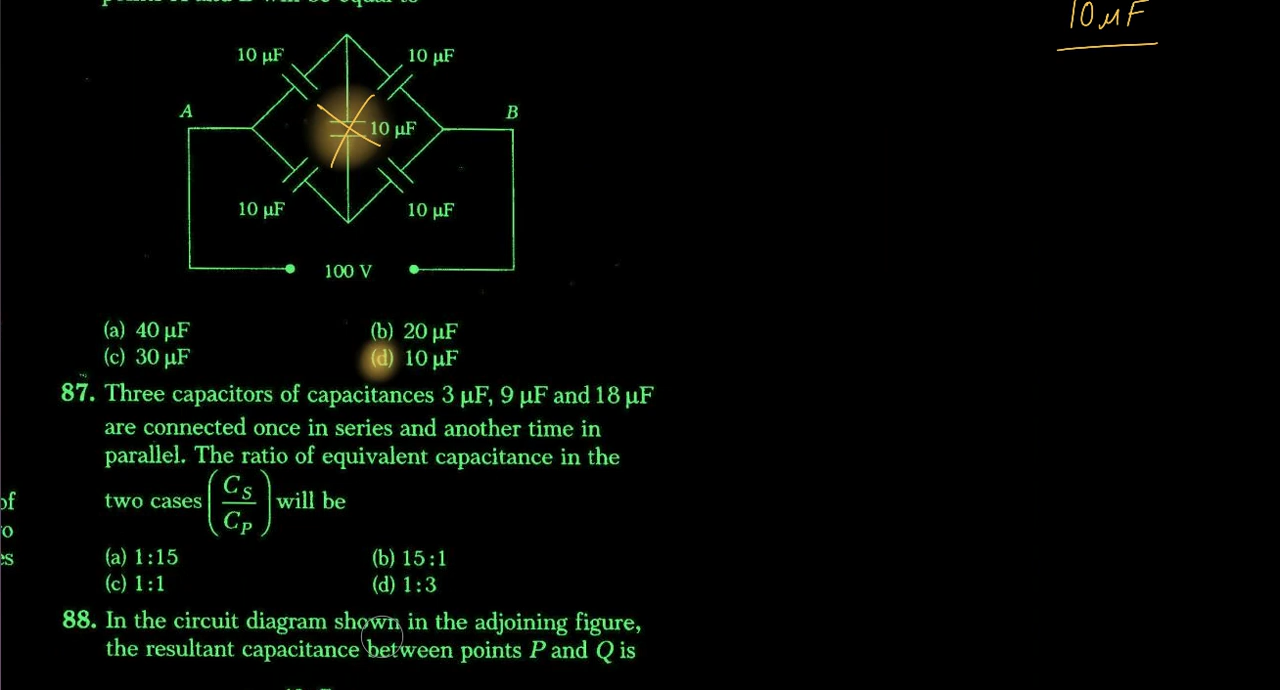 10 μF
10 μF 10 μF
A B
10 μF
10 μF 10 μF
100 V
(a) 40 μF (b) 20 μF
(c) 30 μF (d) 10 μF
87. Three capacitors of capacitances 3 μF, 9 μF and 18 μF
are connected once in series and another time in
parallel. The ratio of equivalent capacitance in the
two cases (C_S/C_P) will be
(a) 1:15 (b) 15:1
(c) 1:1 (d) 1:3
88. In the circuit diagram shown in the adjoining figure,
the resultant capacitance between points P and Q is